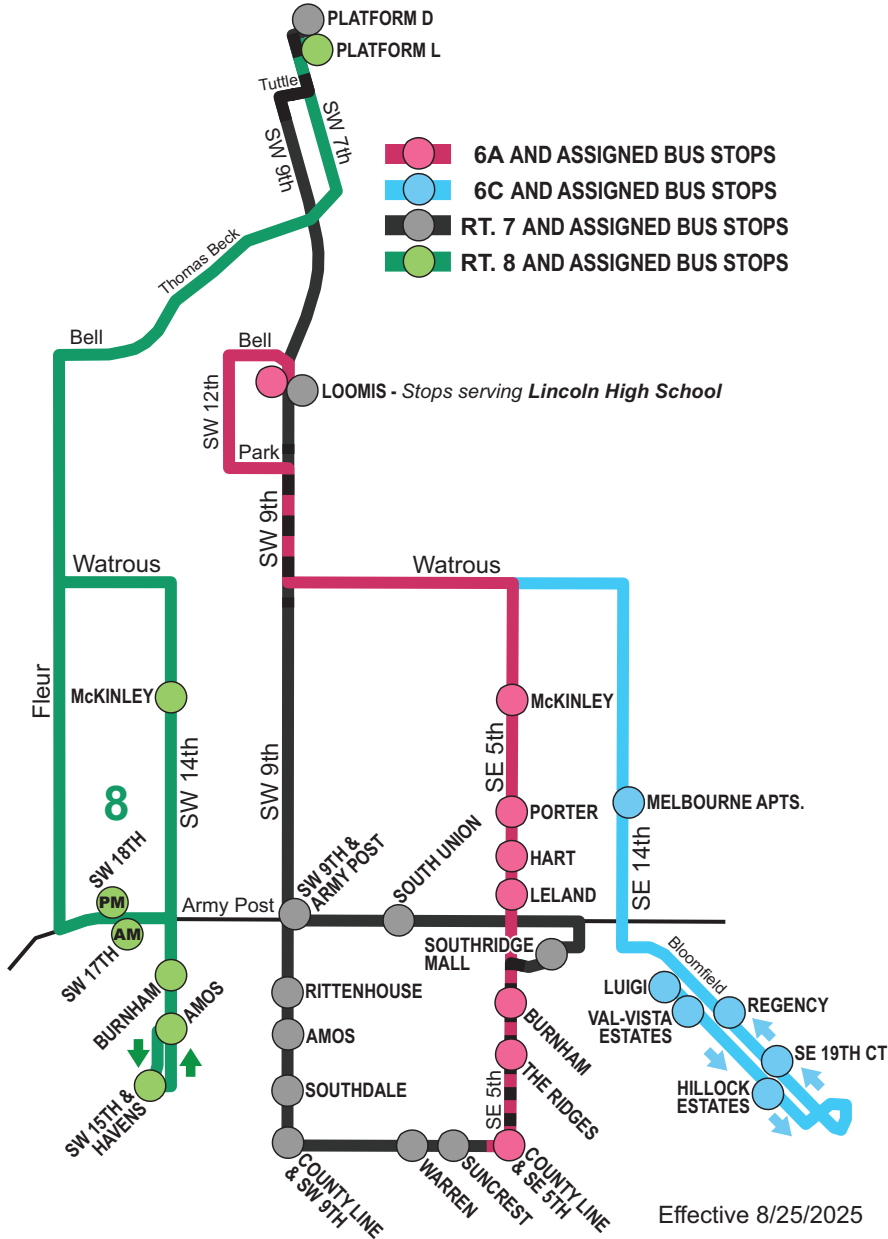 PLATFORM D
PLATFORM L
Tuttle
SW 7th
SW 9th
6A AND ASSIGNED BUS STOPS
6C AND ASSIGNED BUS STOPS
RT. 7 AND ASSIGNED BUS STOPS
RT. 8 AND ASSIGNED BUS STOPS
Thomas Beck
Bell
Bell
SW 12th
LOOMIS - Stops serving Lincoln High School
Park
SW 9th
Watrous
Watrous
Fleur
McKINLEY
SW 14th
SW 9th
McKINLEY
SE 5th
8
MELBOURNE APTS.
PORTER
SE 14th
HART
LELAND
SW 18TH
PM
AM
SW 17TH
Army Post
SW 9TH &
ARMY POST
SOUTH UNION
SOUTHRIDGE
MALL
Bloomfield
BURNHAM
AMOS
RITTENHOUSE
AMOS
SOUTHDALE
BURNHAM
THE RIDGES
SE 5th
LUIGI
VAL-VISTA
ESTATES
REGENCY
SE 19TH CT
HILLOCK
ESTATES
SW 15TH &
HAVENS
COUNTY LINE
& SW 9TH
WARREN
SUNCREST
COUNTY LINE
& SE 5TH
Effective 8/25/2025